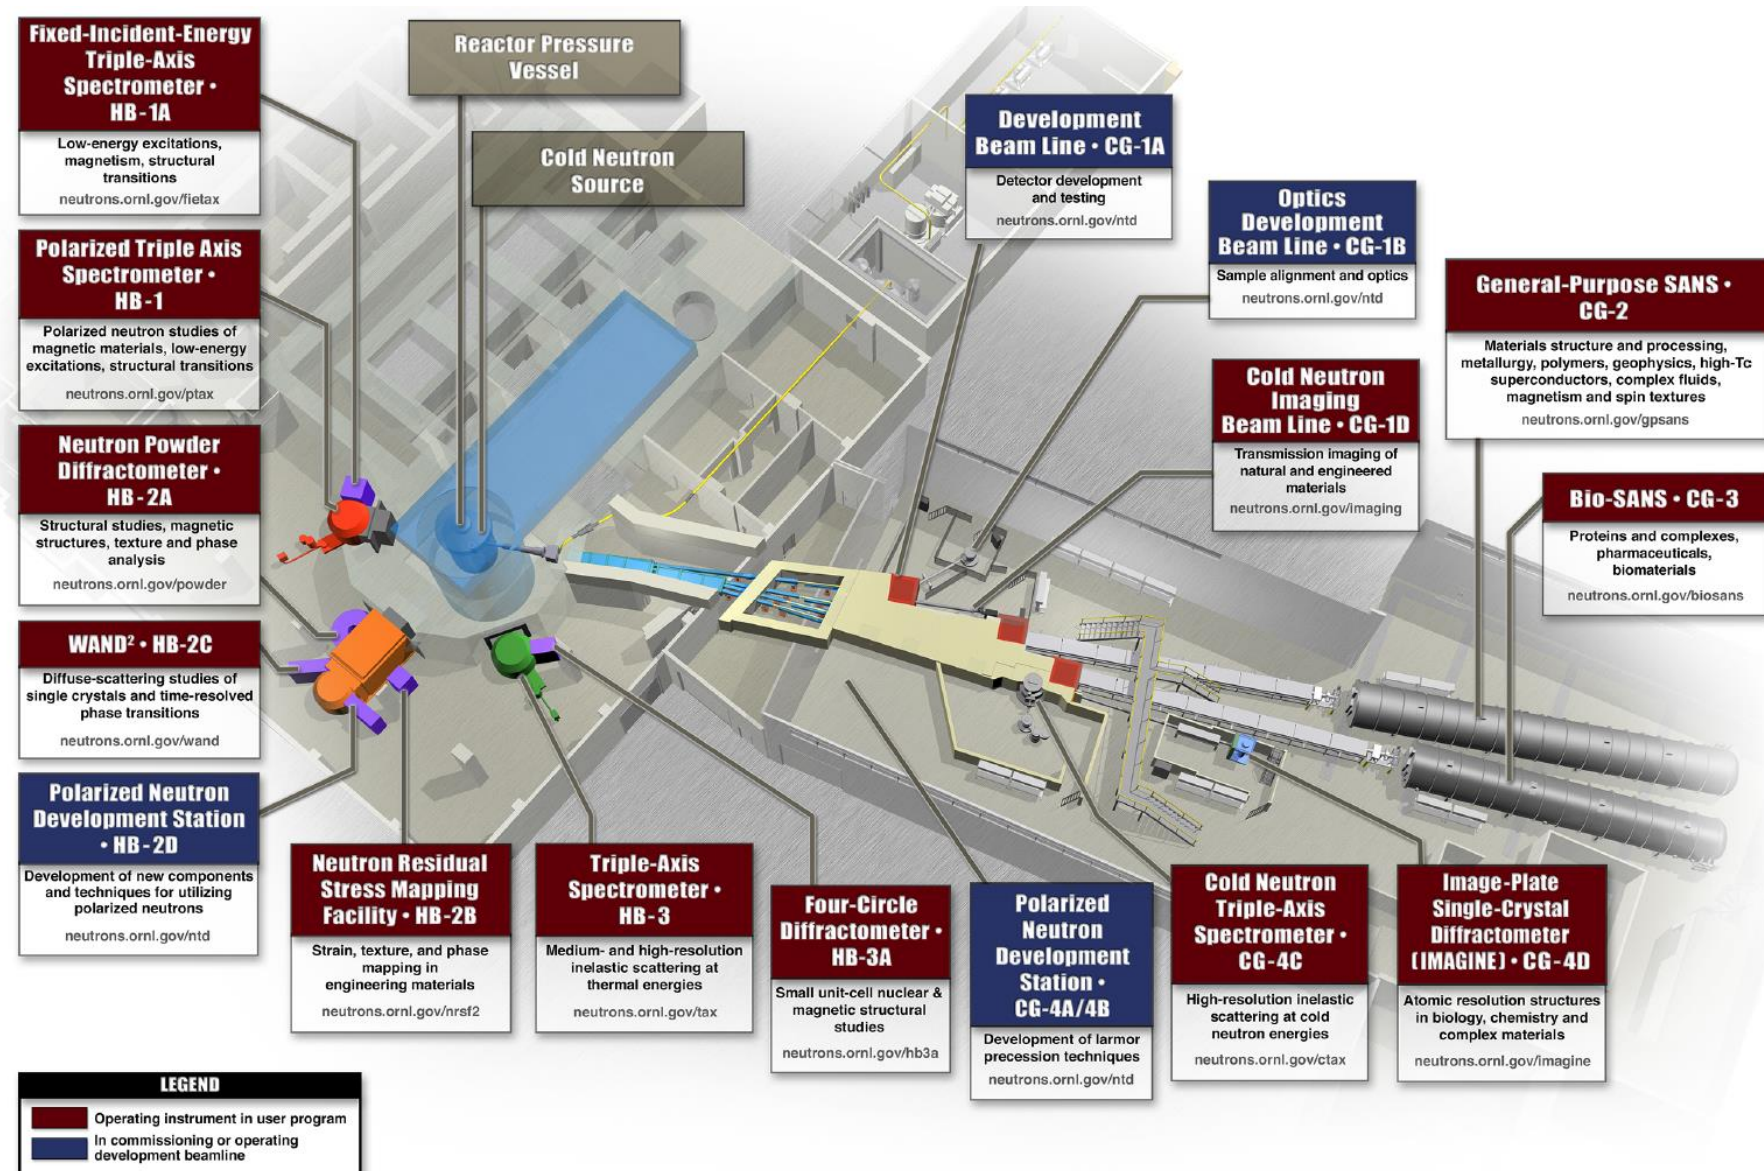 Fixed-Incident-Energy
Triple-Axis
Spectrometer •
HB-1A
Low-energy excitations,
magnetism, structural
transitions
neutrons.ornl.gov/fietax
Polarized Triple Axis
Spectrometer •
HB-1
Polarized neutron studies of
magnetic materials, low-energy
excitations, structural transitions
neutrons.ornl.gov/ptax
Neutron Powder
Diffractometer •
HB-2A
Structural studies, magnetic
structures, texture and phase
analysis
neutrons.ornl.gov/powder
WAND² • HB-2C
Diffuse-scattering studies of
single crystals and time-resolved
phase transitions
neutrons.ornl.gov/wand
Polarized Neutron
Development Station
• HB-2D
Development of new components
and techniques for utilizing
polarized neutrons
neutrons.ornl.gov/ntd
Reactor Pressure
Vessel
Cold Neutron
Source
Development
Beam Line • CG-1A
Detector development
and testing
neutrons.ornl.gov/ntd
Optics
Development
Beam Line • CG-1B
Sample alignment and optics
neutrons.ornl.gov/ntd
Cold Neutron
Imaging
Beam Line • CG-1D
Transmission imaging of
natural and engineered
materials
neutrons.ornl.gov/imaging
General-Purpose SANS •
CG-2
Materials structure and processing,
metallurgy, polymers, geophysics, high-Tc
superconductors, complex fluids,
magnetism and spin textures
neutrons.ornl.gov/gpsans
Bio-SANS • CG-3
Proteins and complexes,
pharmaceuticals,
biomaterials
neutrons.ornl.gov/biosans
Neutron Residual
Stress Mapping
Facility • HB-2B
Strain, texture, and phase
mapping in
engineering materials
neutrons.ornl.gov/nrsf2
Triple-Axis
Spectrometer •
HB-3
Medium- and high-resolution
inelastic scattering at
thermal energies
neutrons.ornl.gov/tax
Four-Circle
Diffractometer •
HB-3A
Small unit-cell nuclear &
magnetic structural
studies
neutrons.ornl.gov/hb3a
Polarized
Neutron
Development
Station •
CG-4A/4B
Development of larmor
precession techniques
neutrons.ornl.gov/ntd
Cold Neutron
Triple-Axis
Spectrometer •
CG-4C
High-resolution inelastic
scattering at cold
neutron energies
neutrons.ornl.gov/ctax
Image-Plate
Single-Crystal
Diffractometer
(IMAGINE) • CG-4D
Atomic resolution structures
in biology, chemistry and
complex materials
neutrons.ornl.gov/imagine
LEGEND
Operating instrument in user program
In commissioning or operating
development beamline